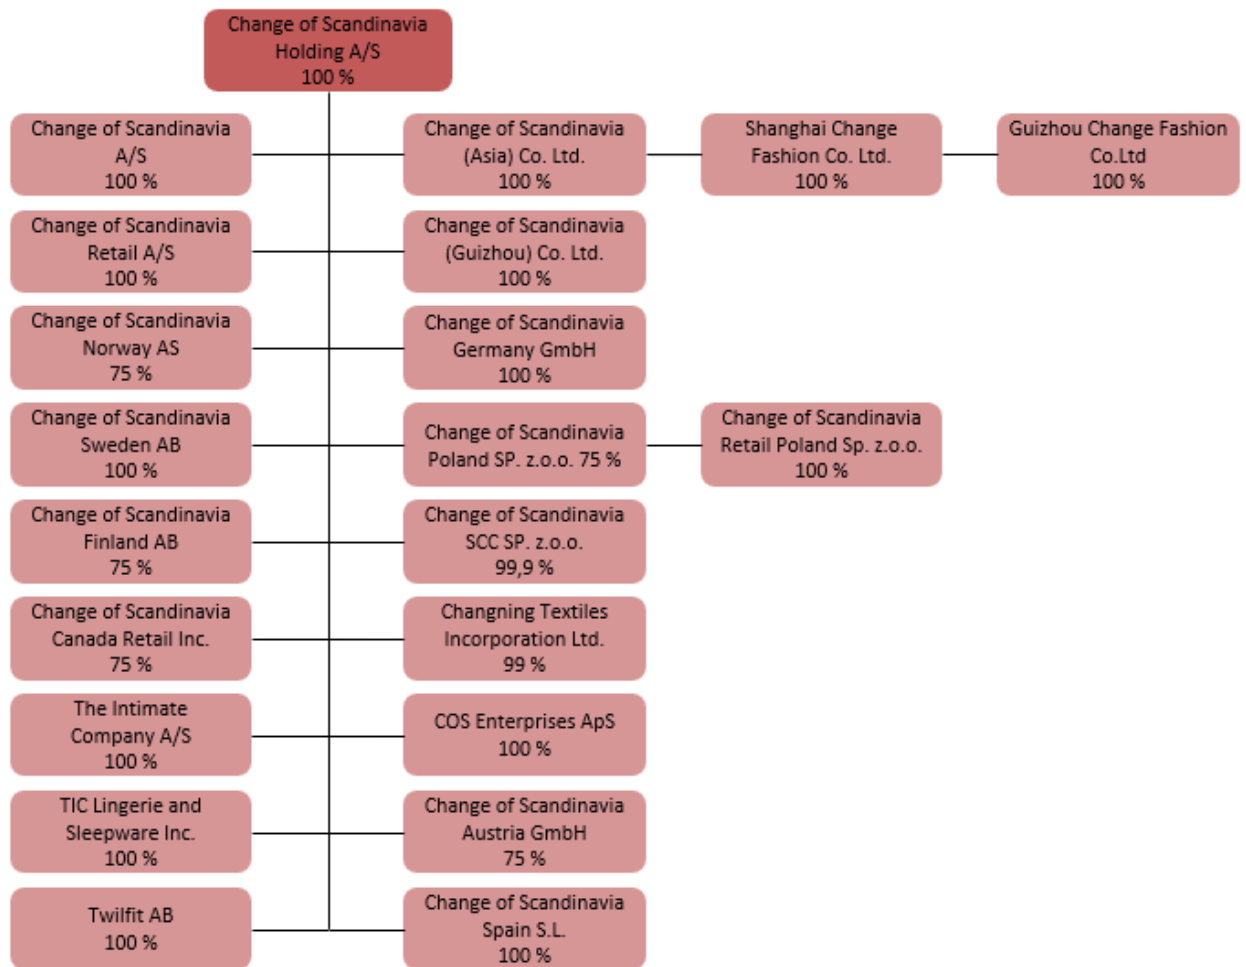 Change of Scandinavia
Holding A/S
100 %
Change of Scandinavia
A/S
100 %
Change of Scandinavia
(Asia) Co. Ltd.
100 %
Shanghai Change
Fashion Co. Ltd.
100 %
Guizhou Change Fashion
Co.Ltd
100 %
Change of Scandinavia
Retail A/S
100 %
Change of Scandinavia
(Guizhou) Co. Ltd.
100 %
Change of Scandinavia
Norway AS
75 %
Change of Scandinavia
Germany GmbH
100 %
Change of Scandinavia
Sweden AB
100 %
Change of Scandinavia
Poland SP. z.o.o. 75 %
Change of Scandinavia
Retail Poland Sp. z.o.o.
100 %
Change of Scandinavia
Finland AB
75 %
Change of Scandinavia
SCC SP. z.o.o.
99,9 %
Change of Scandinavia
Canada Retail Inc.
75 %
Changning Textiles
Incorporation Ltd.
99 %
The Intimate
Company A/S
100 %
COS Enterprises ApS
100 %
TIC Lingerie and
Sleepware Inc.
100 %
Change of Scandinavia
Austria GmbH
75 %
Twilfit AB
100 %
Change of Scandinavia
Spain S.L.
100 %